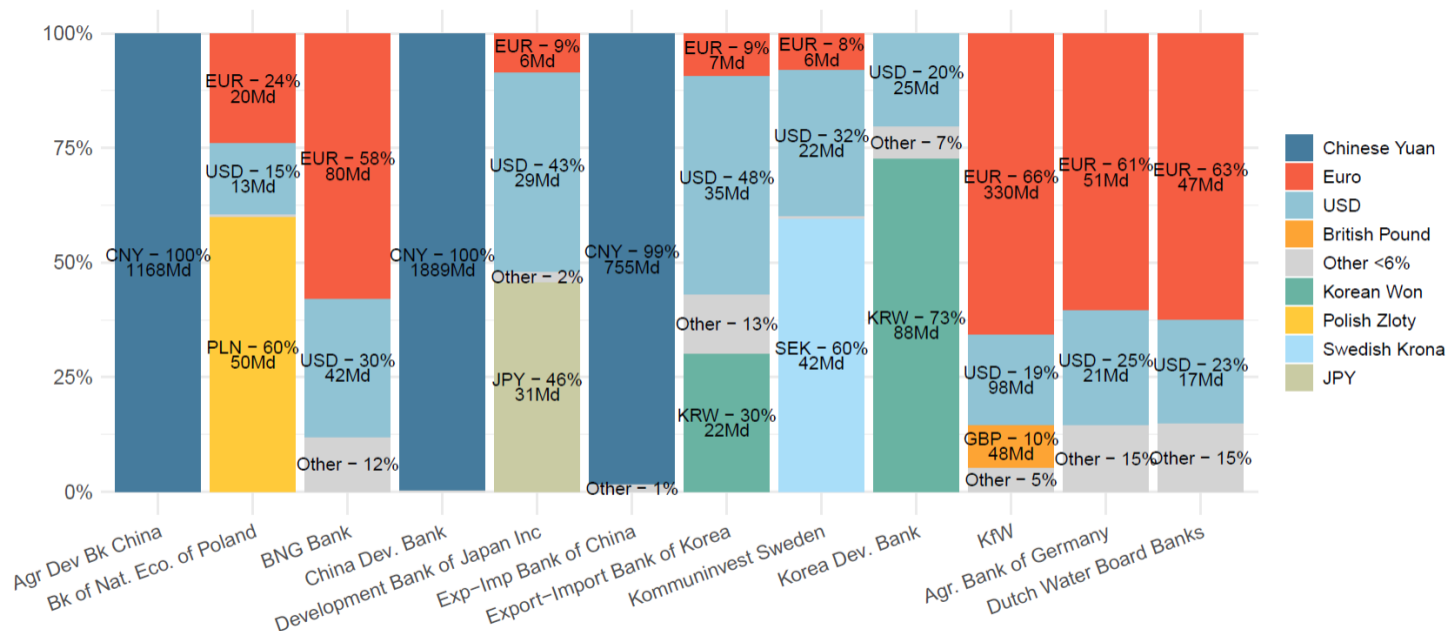 100%
75%
50%
25%
0%
CNY − 100%
1168Md
EUR − 24%
20Md
USD − 15%
13Md
PLN − 60%
50Md
EUR − 58%
80Md
USD − 30%
42Md
Other − 12%
CNY − 100%
1889Md
EUR − 9%
6Md
USD − 43%
29Md
Other − 2%
JPY − 46%
31Md
CNY − 99%
755Md
Other − 1%
EUR − 9%
7Md
USD − 48%
35Md
Other − 13%
KRW − 30%
22Md
EUR − 8%
6Md
USD − 32%
22Md
SEK − 60%
42Md
USD − 20%
25Md
Other − 7%
KRW − 73%
88Md
EUR − 66%
330Md
USD − 19%
98Md
GBP − 10%
48Md
Other − 5%
EUR − 61%
51Md
USD − 25%
21Md
Other − 15%
EUR − 63%
47Md
USD − 23%
17Md
Other − 15%
Agr Dev Bk China
Bk of Nat. Eco. of Poland
BNG Bank
China Dev. Bank
Development Bank of Japan Inc
Exp−Imp Bank of China
Export−Import Bank of Korea
Kommuninvest Sweden
Korea Dev. Bank
KfW
Agr. Bank of Germany
Dutch Water Board Banks
Chinese Yuan
Euro
USD
British Pound
Other <6%
Korean Won
Polish Zloty
Swedish Krona
JPY